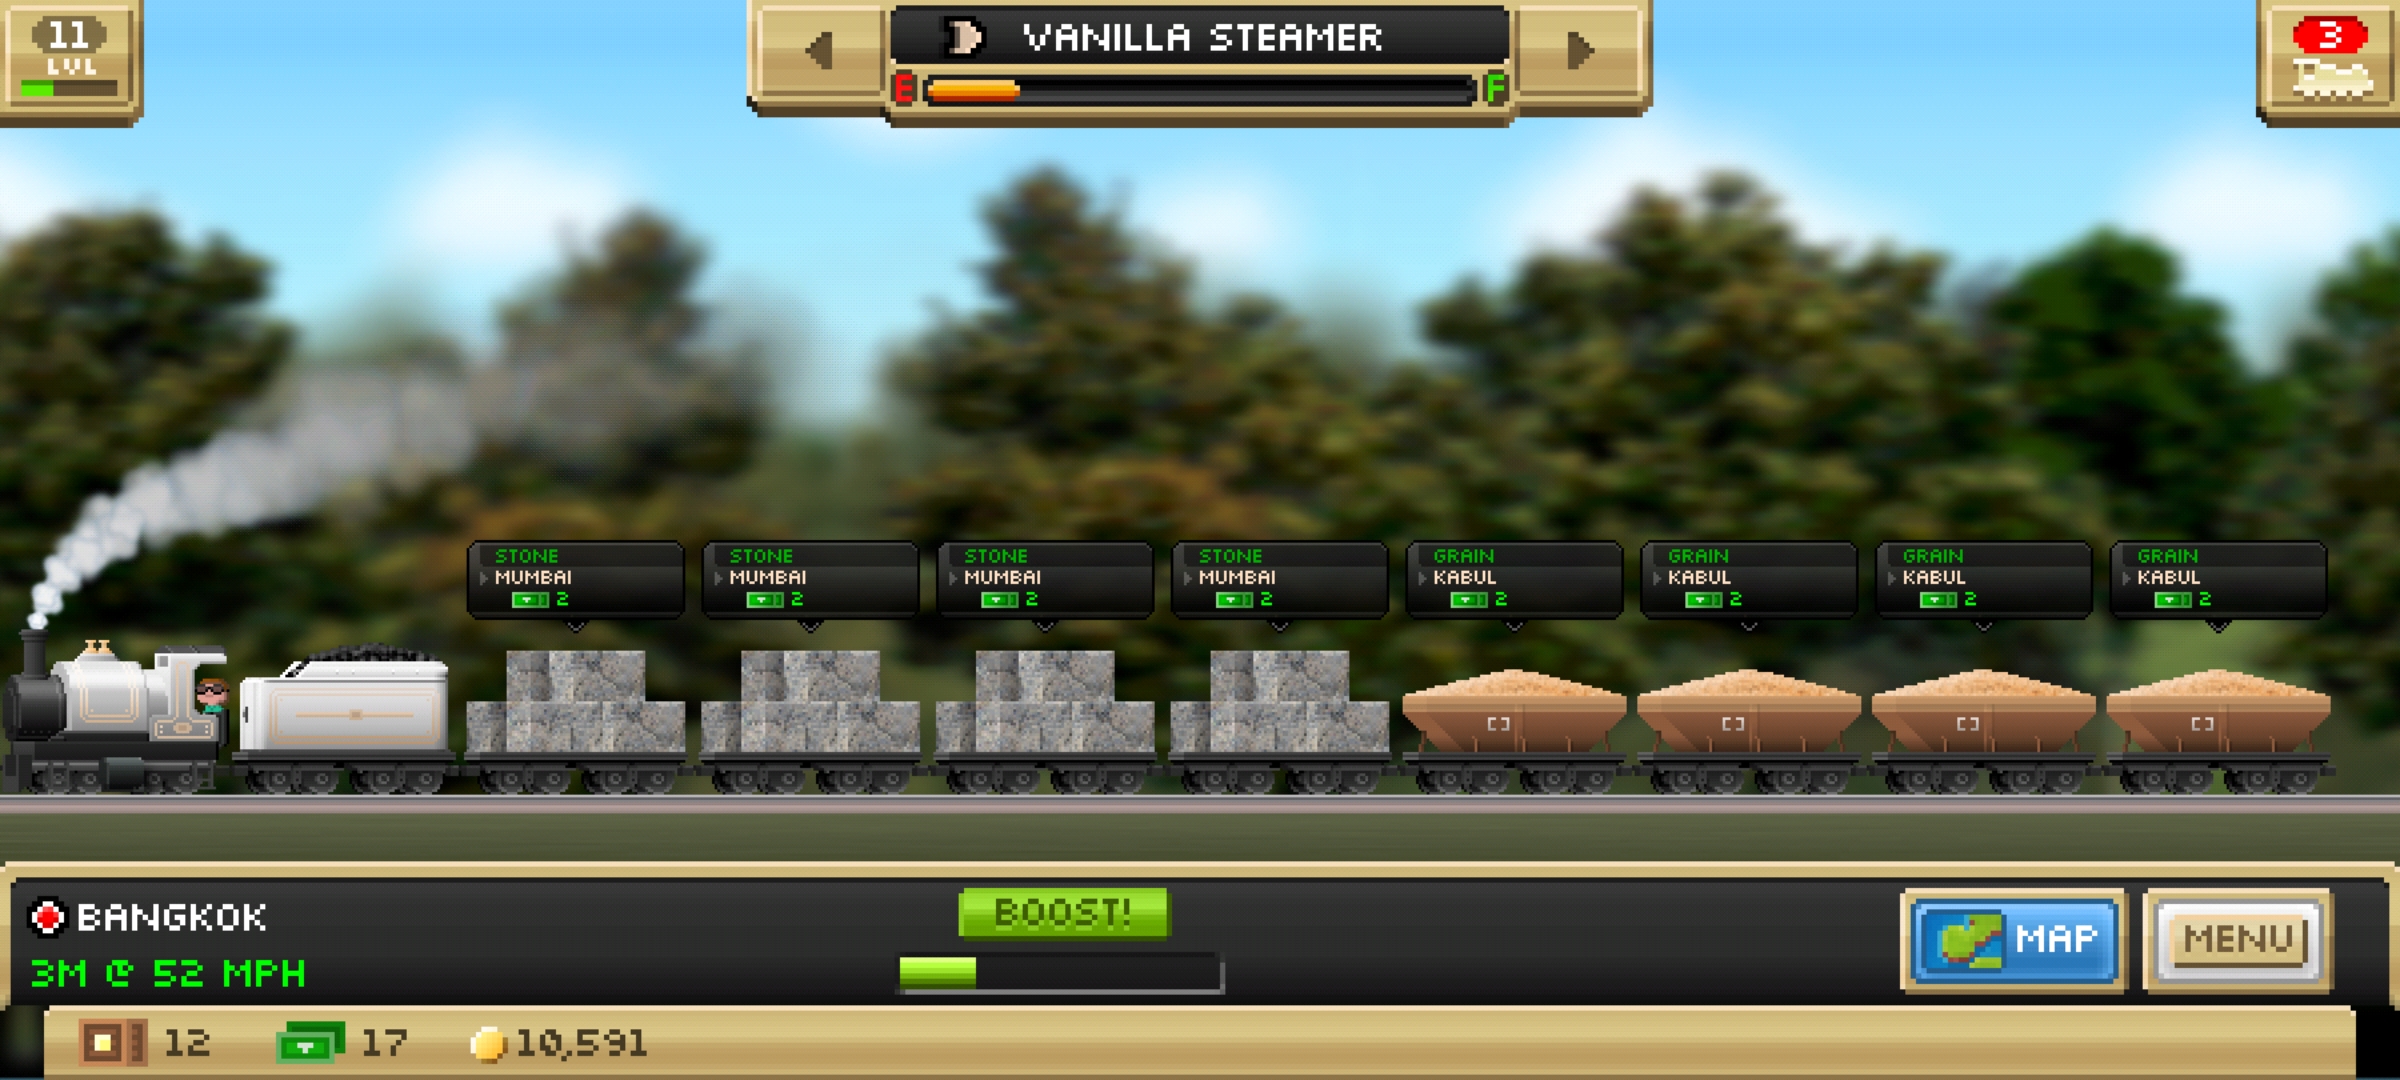 11
LVL
VANILLA STEAMER
E F
3
STONE
MUMBAI
2
STONE
MUMBAI
2
STONE
MUMBAI
2
STONE
MUMBAI
2
GRAIN
KABUL
2
GRAIN
KABUL
2
GRAIN
KABUL
2
GRAIN
KABUL
2
BANGKOK
3M @ 52 MPH
BOOST!
MAP
MENU
12 17 10,591